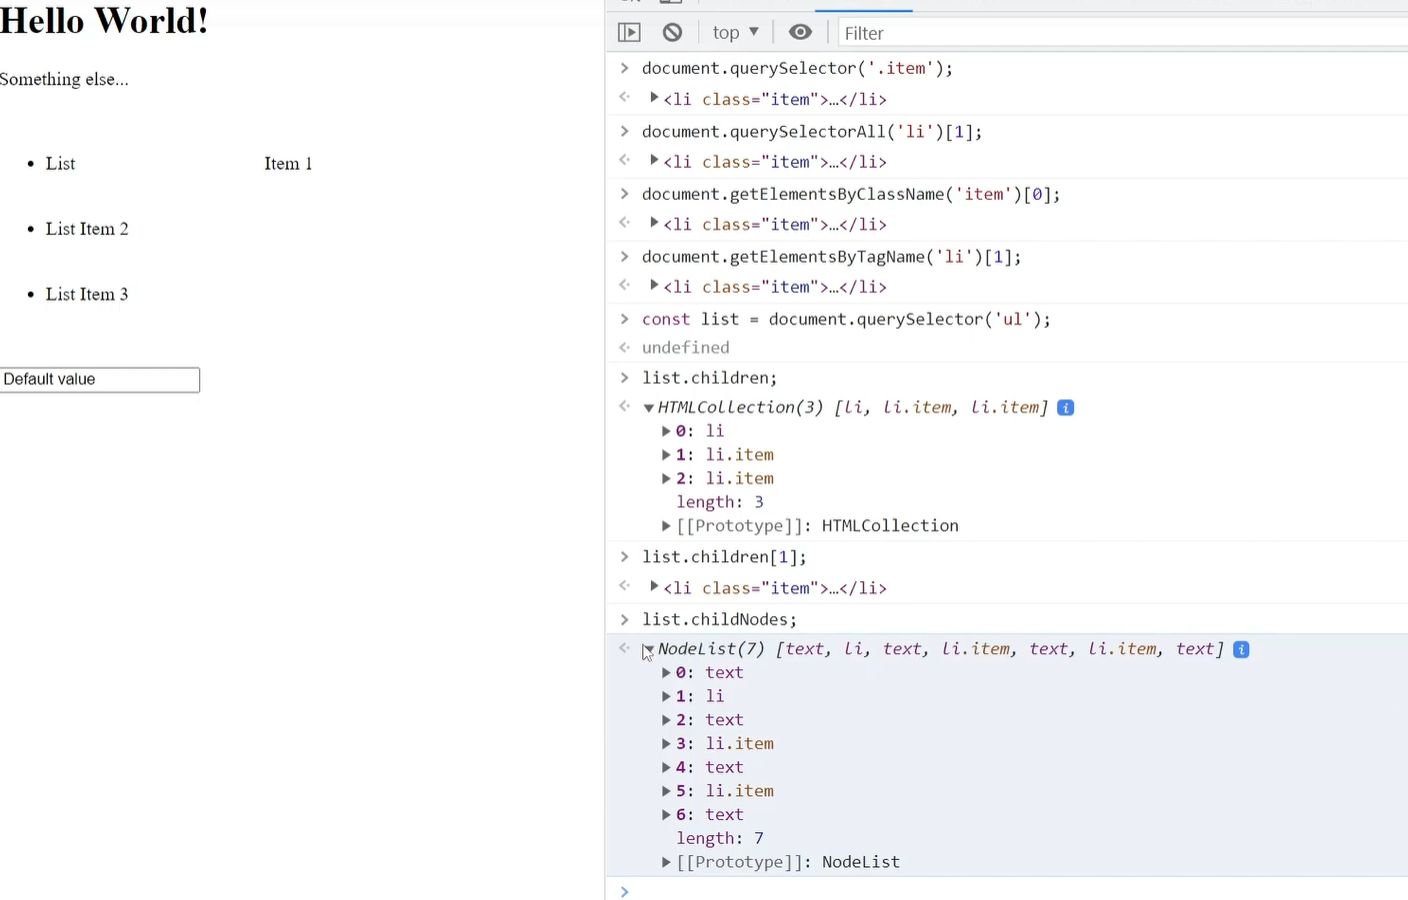 Hello World!
Something else...
• List Item 1
• List Item 2
• List Item 3
Default value
top ▼ Filter
> document.querySelector('.item');
<li class="item">…</li>
> document.querySelectorAll('li')[1];
<li class="item">…</li>
> document.getElementsByClassName('item')[0];
<li class="item">…</li>
> document.getElementsByTagName('li')[1];
<li class="item">…</li>
> const list = document.querySelector('ul');
undefined
> list.children;
HTMLCollection(3) [li, li.item, li.item] i
0: li
1: li.item
2: li.item
length: 3
[[Prototype]]: HTMLCollection
> list.children[1];
<li class="item">…</li>
> list.childNodes;
NodeList(7) [text, li, text, li.item, text, li.item, text] i
0: text
1: li
2: text
3: li.item
4: text
5: li.item
6: text
length: 7
[[Prototype]]: NodeList
>